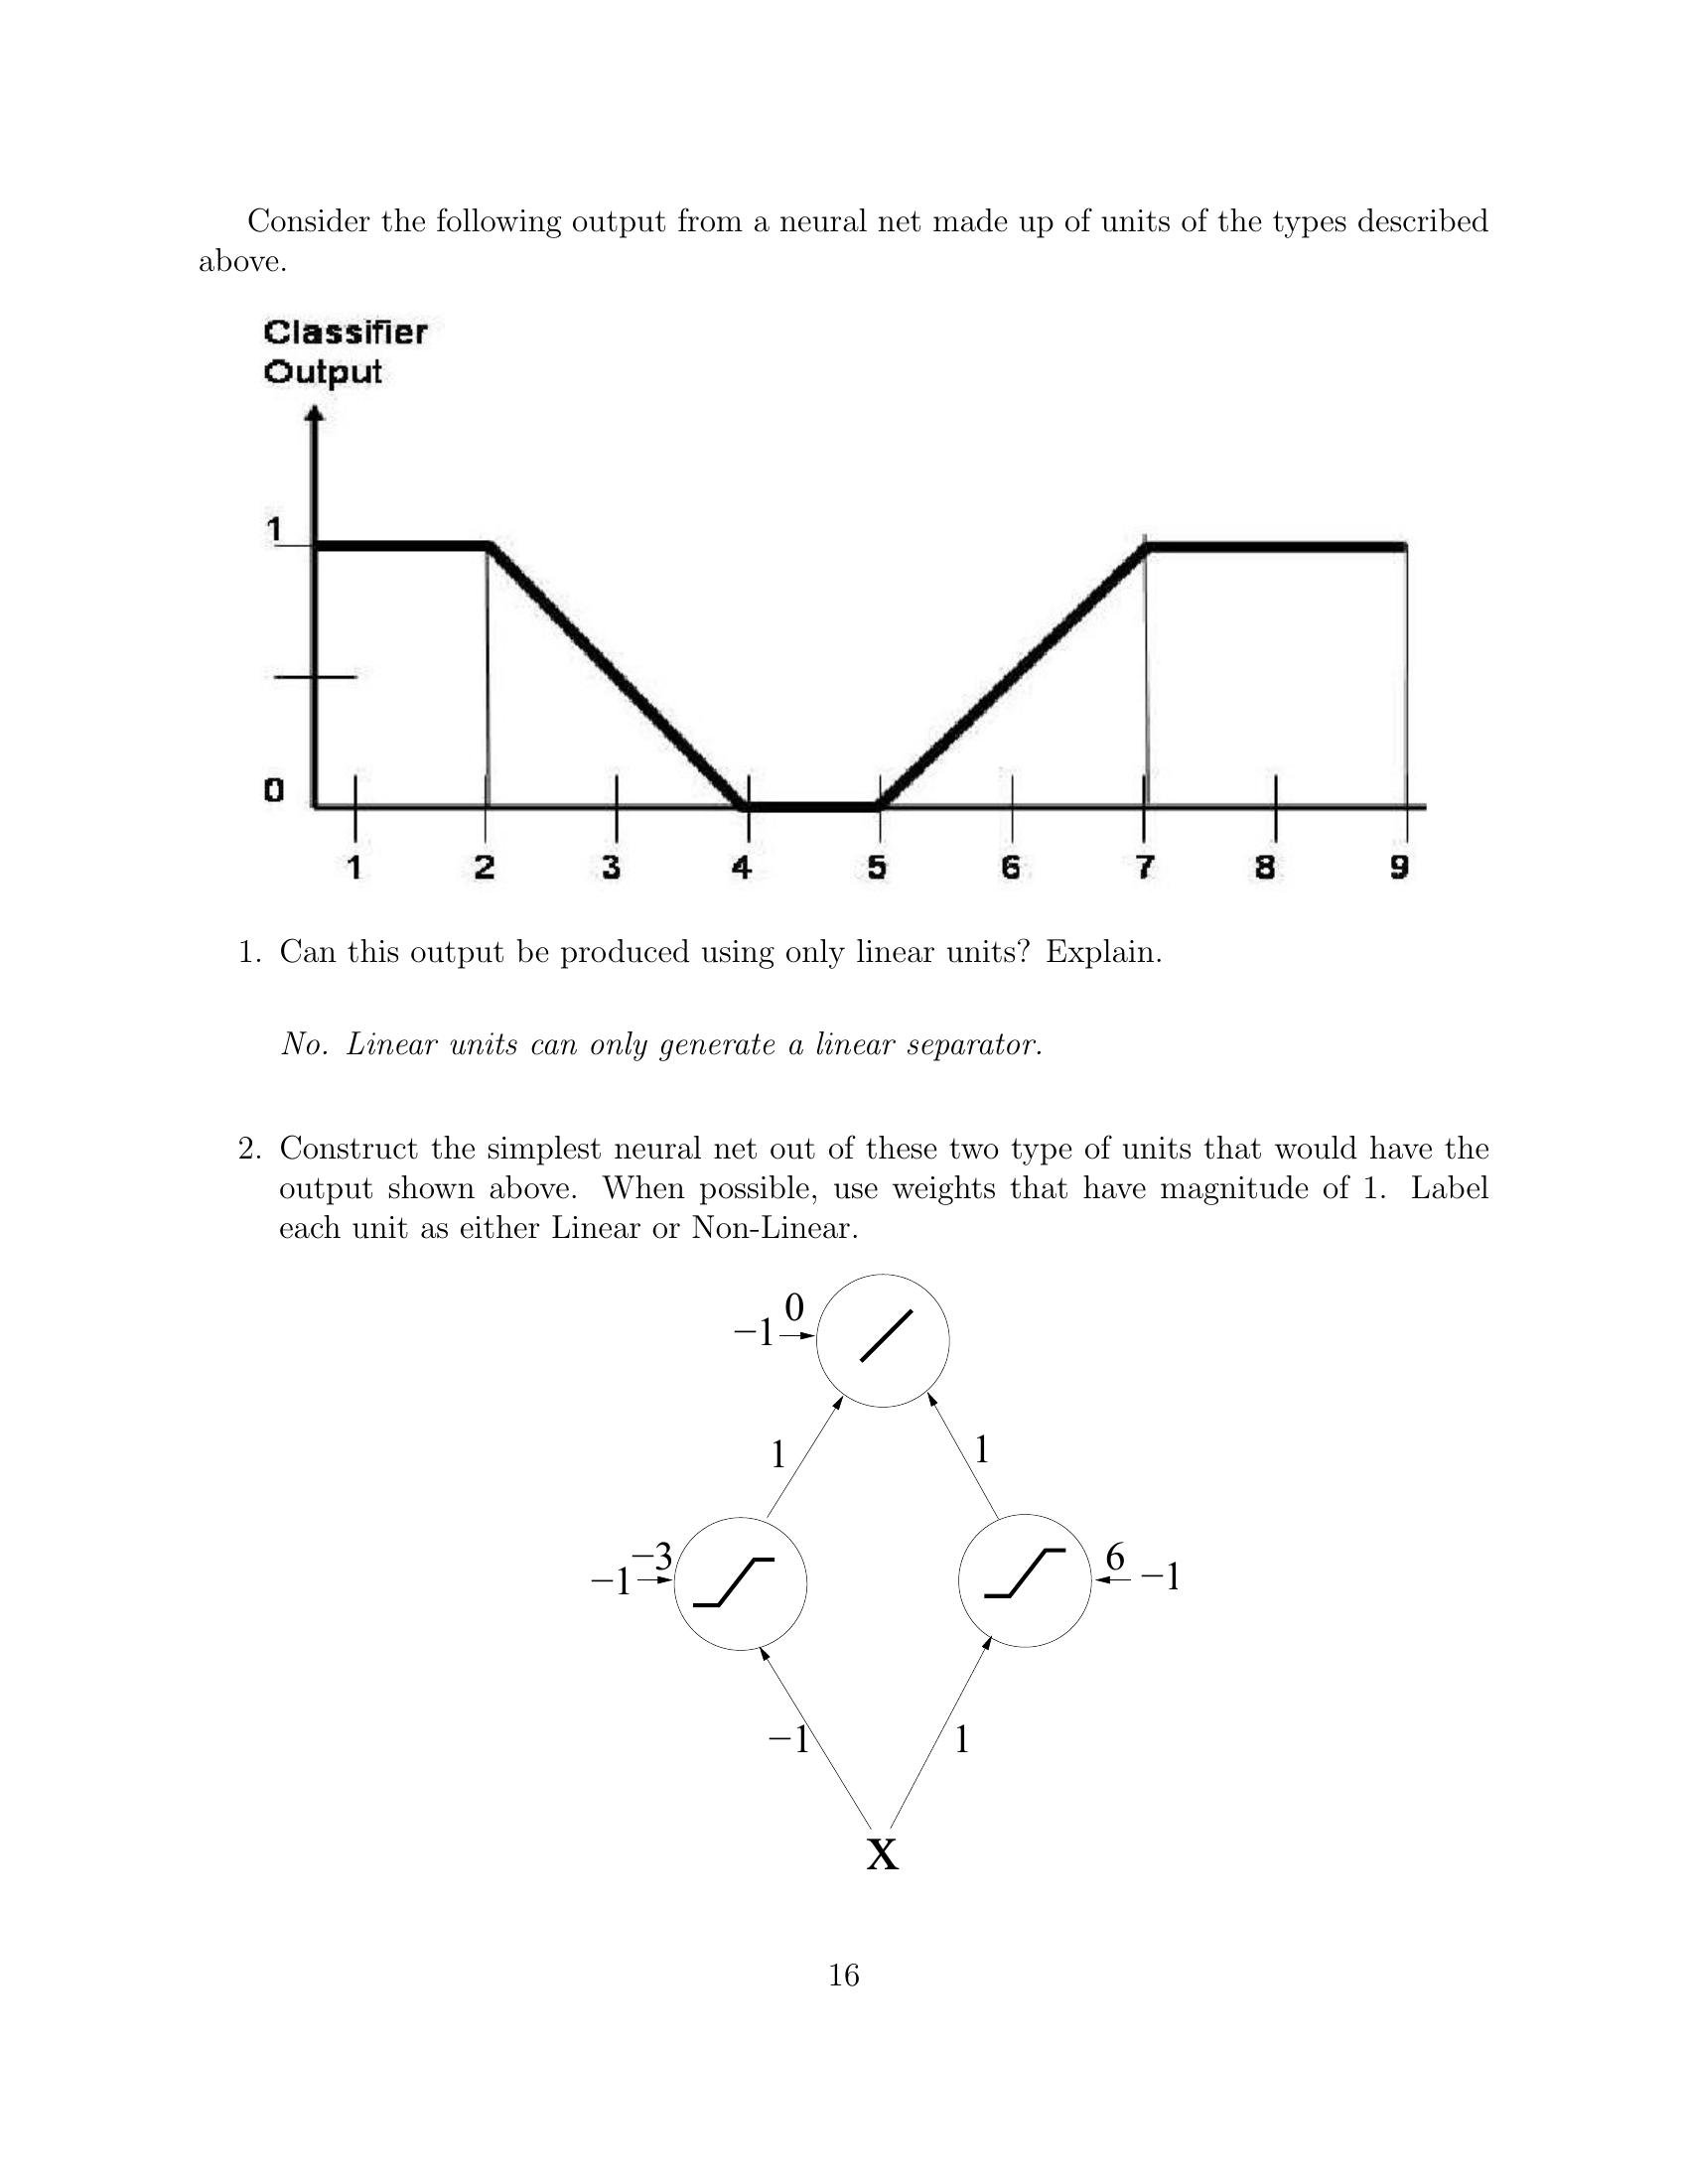 Consider the following output from a neural net made up of units of the types described
above.
Classifier
Output
1
0
1 2 3 4 5 6 7 8 9
1. Can this output be produced using only linear units? Explain.
No. Linear units can only generate a linear separator.
2. Construct the simplest neural net out of these two type of units that would have the
output shown above. When possible, use weights that have magnitude of 1. Label
each unit as either Linear or Non-Linear.
0
−1
1 1
−3 6
−1 −1
−1 1
X
16